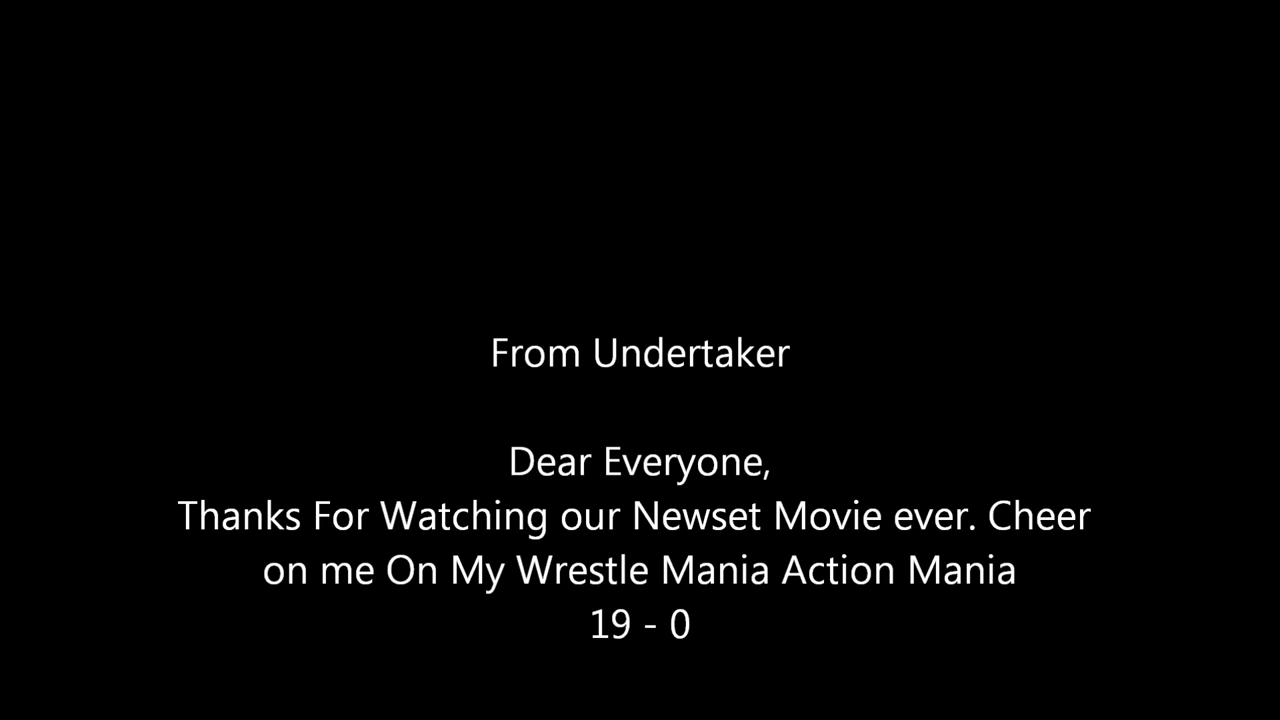 From Undertaker
Dear Everyone,
Thanks For Watching our Newset Movie ever. Cheer
on me On My Wrestle Mania Action Mania
19 - 0